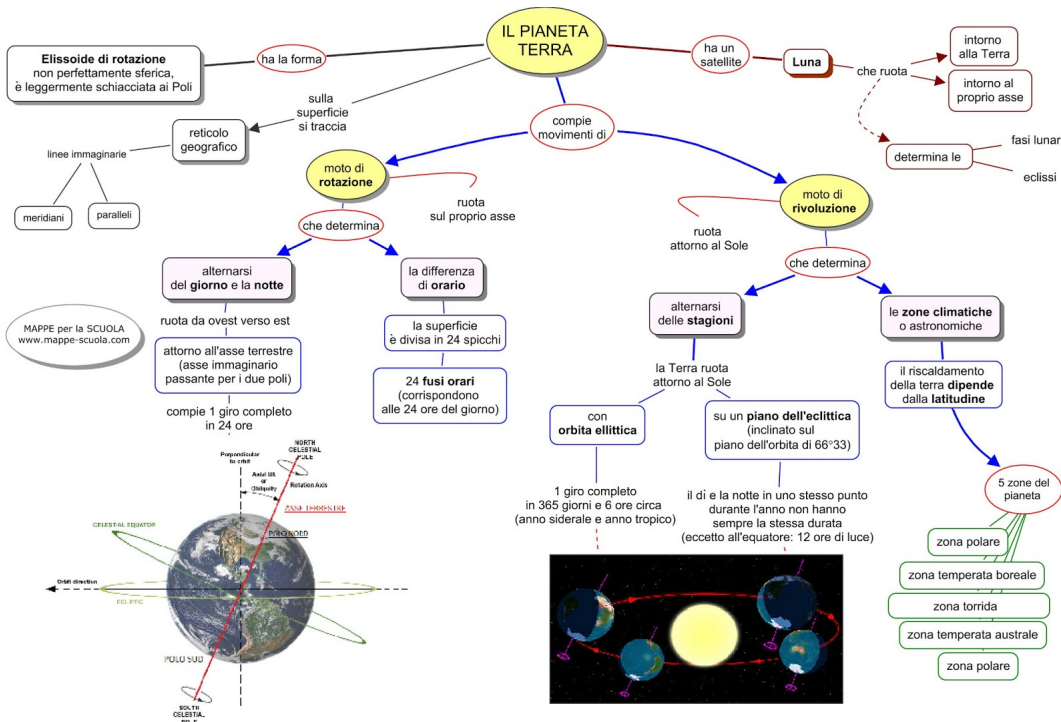 IL PIANETA
TERRA
ha la forma
Elissoide di rotazione
non perfettamente sferica,
è leggermente schiacciata ai Poli
sulla
superficie
si traccia
reticolo
geografico
linee immaginarie
meridiani
paralleli
ha un
satellite
Luna
che ruota
intorno
alla Terra
intorno al
proprio asse
determina le
fasi lunar
eclissi
compie
movimenti di
moto di
rotazione
ruota
sul proprio asse
che determina
alternarsi
del giorno e la notte
ruota da ovest verso est
attorno all'asse terrestre
(asse immaginario
passante per i due poli)
compie 1 giro completo
in 24 ore
la differenza
di orario
la superficie
è divisa in 24 spicchi
24 fusi orari
(corrispondono
alle 24 ore del giorno)
moto di
rivoluzione
ruota
attorno al Sole
che determina
alternarsi
delle stagioni
la Terra ruota
attorno al Sole
con
orbita ellittica
1 giro completo
in 365 giorni e 6 ore circa
(anno siderale e anno tropico)
su un piano dell'eclittica
(inclinato sul
piano dell'orbita di 66°33)
il di e la notte in uno stesso punto
durante l'anno non hanno
sempre la stessa durata
(eccetto all'equatore: 12 ore di luce)
le zone climatiche
o astronomiche
il riscaldamento
della terra dipende
dalla latitudine
5 zone del
pianeta
zona polare
zona temperata boreale
zona torrida
zona temperata australe
zona polare
MAPPE per la SCUOLA
www.mappe-scuola.com
NORTH
CELESTIAL
POLE
Perpendicular
to orbit
Axial tilt
or
Obliquity
Rotation Axis
ASSE TERRESTRE
POLO NORD
CELESTIAL EQUATOR
Orbit direction
ECLIPTIC
POLO SUD
SOUTH
CELESTIAL